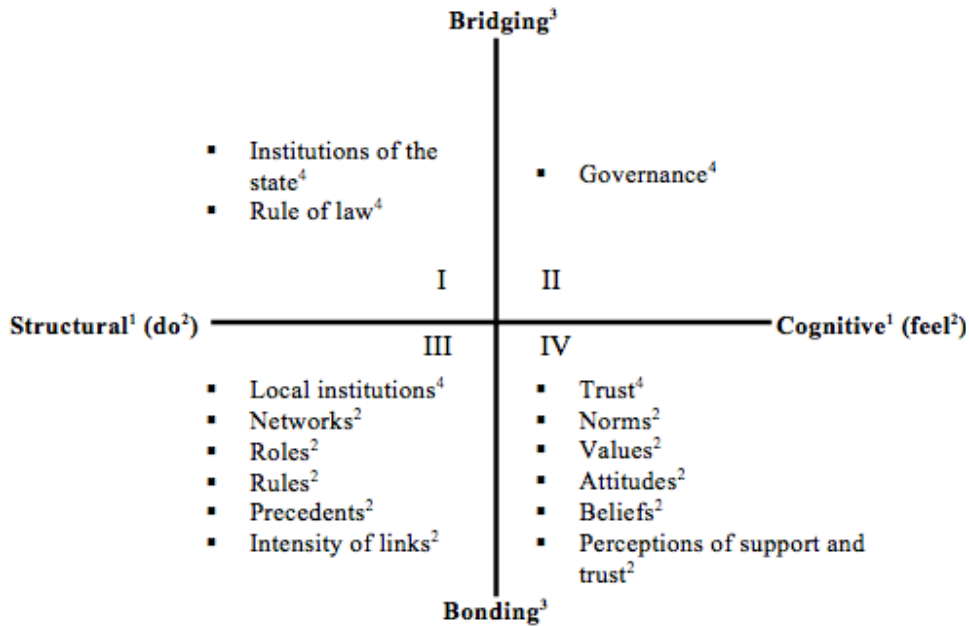 Bridging³
▪ Institutions of the
state⁴
▪ Rule of law⁴
▪ Governance⁴
I
II
Structural¹ (do²)
Cognitive¹ (feel²)
III
IV
▪ Local institutions⁴
▪ Networks²
▪ Roles²
▪ Rules²
▪ Precedents²
▪ Intensity of links²
▪ Trust⁴
▪ Norms²
▪ Values²
▪ Attitudes²
▪ Beliefs²
▪ Perceptions of support and
trust²
Bonding³